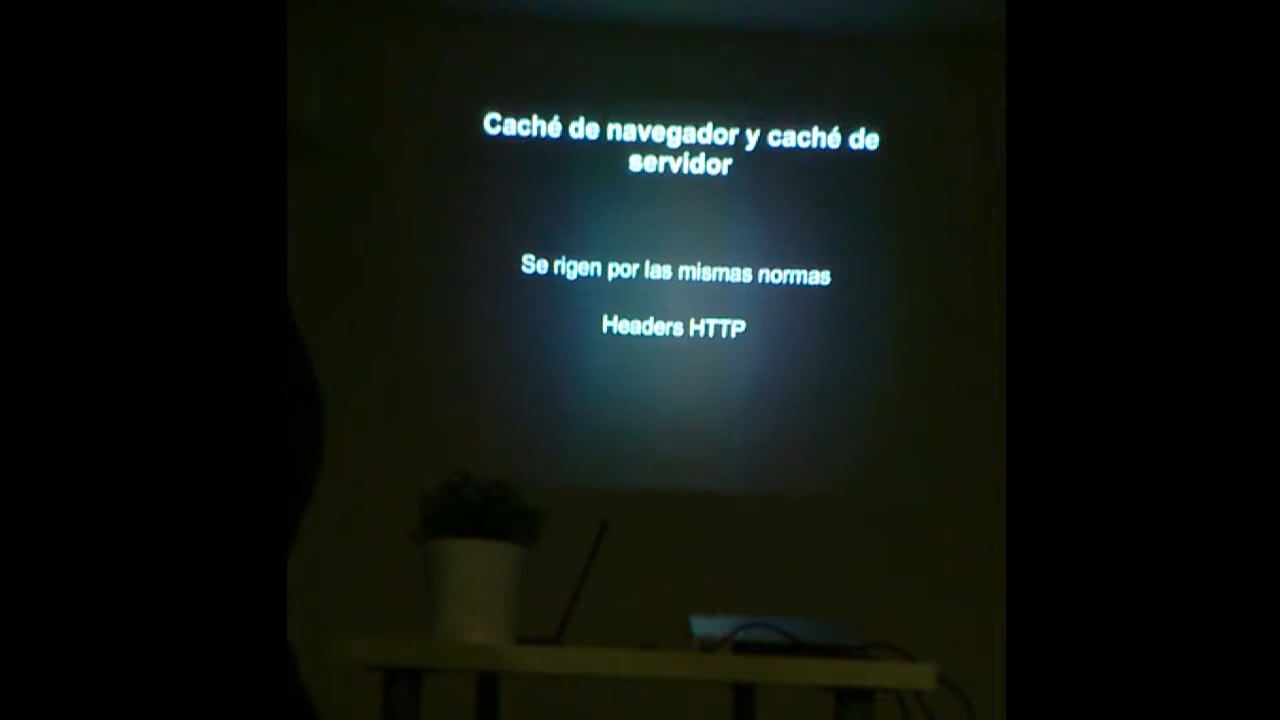 Caché de navegador y caché de
servidor
Se rigen por las mismas normas
Headers HTTP